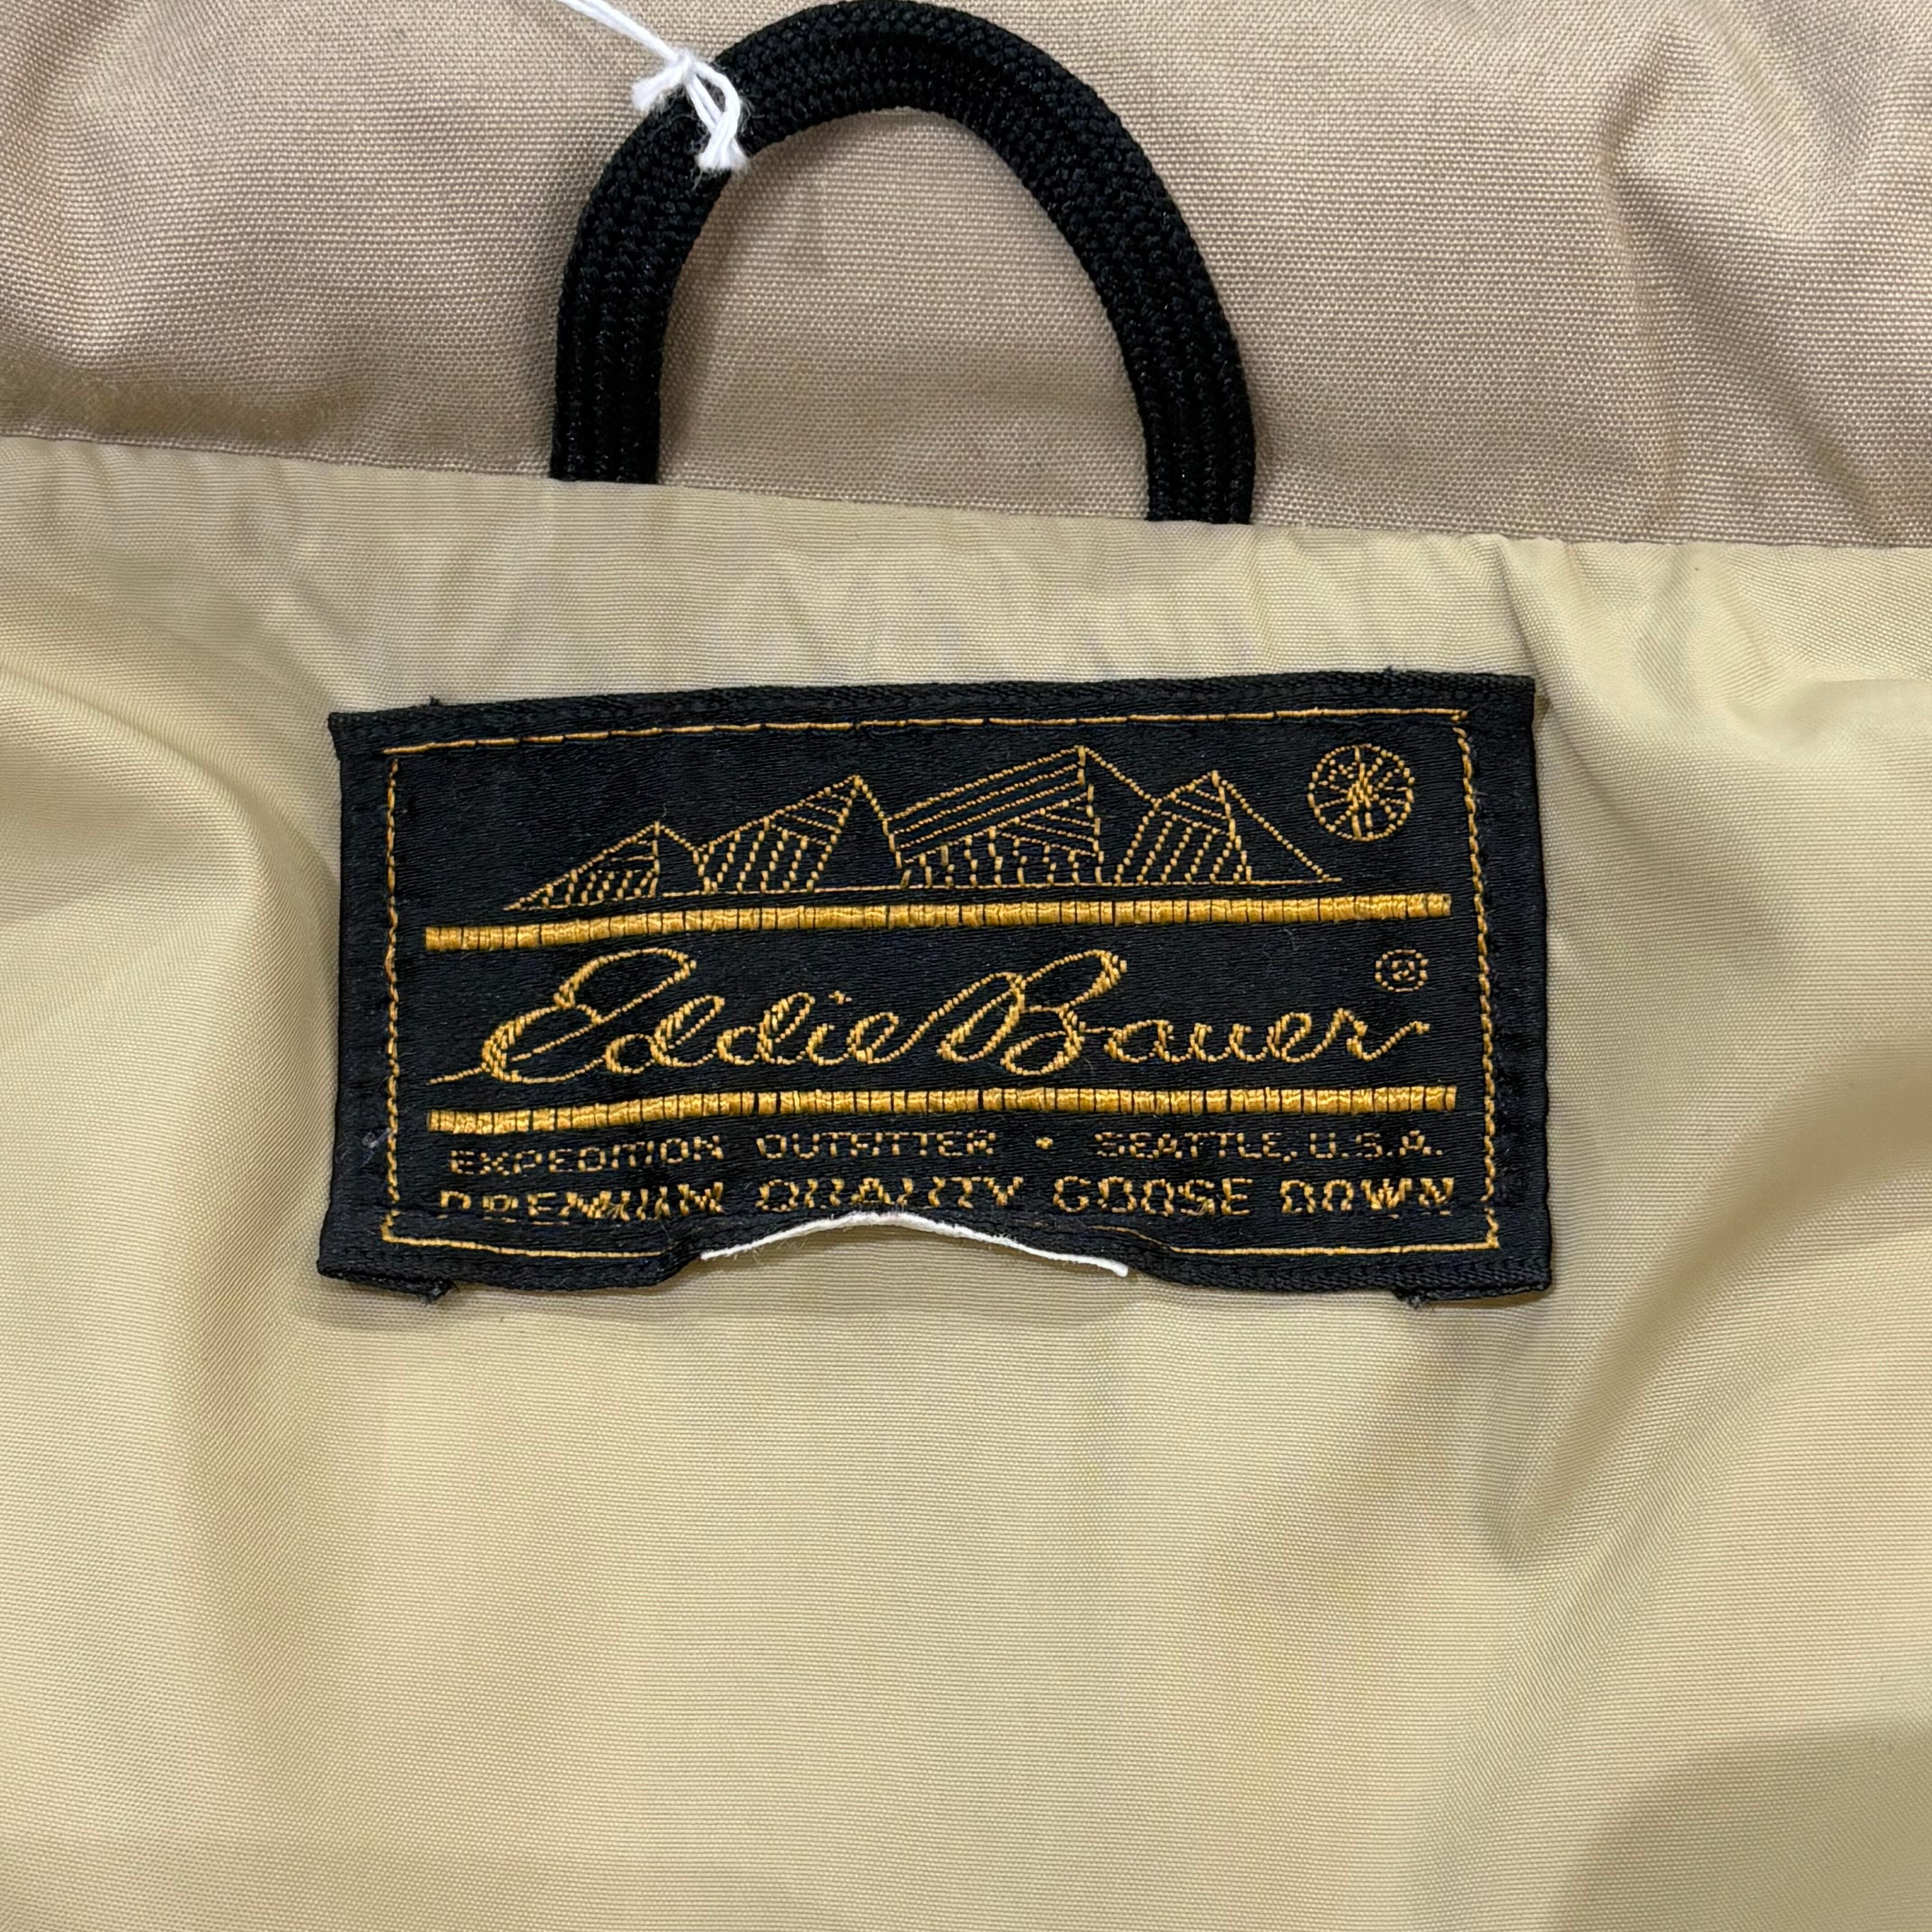 Eddie Bauer®
EXPEDITION OUTFITTER • SEATTLE, U.S.A.
PREMIUM QUALITY GOOSE DOWN